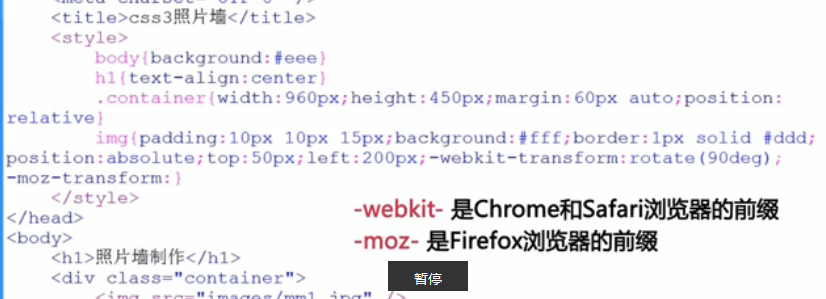 <meta charset="utf-8" />
<title>css3照片墙</title>
<style>
body{background:#eee}
h1{text-align:center}
.container{width:960px;height:450px;margin:60px auto;position:
relative}
img{padding:10px 10px 15px;background:#fff;border:1px solid #ddd;
position:absolute;top:50px;left:200px;-webkit-transform:rotate(90deg);
-moz-transform:}
</style>
</head>
<body>
<h1>照片墙制作</h1>
<div class="container">
<img src="images/mm1.jpg" />
-webkit- 是Chrome和Safari浏览器的前缀
-moz- 是Firefox浏览器的前缀
暂停